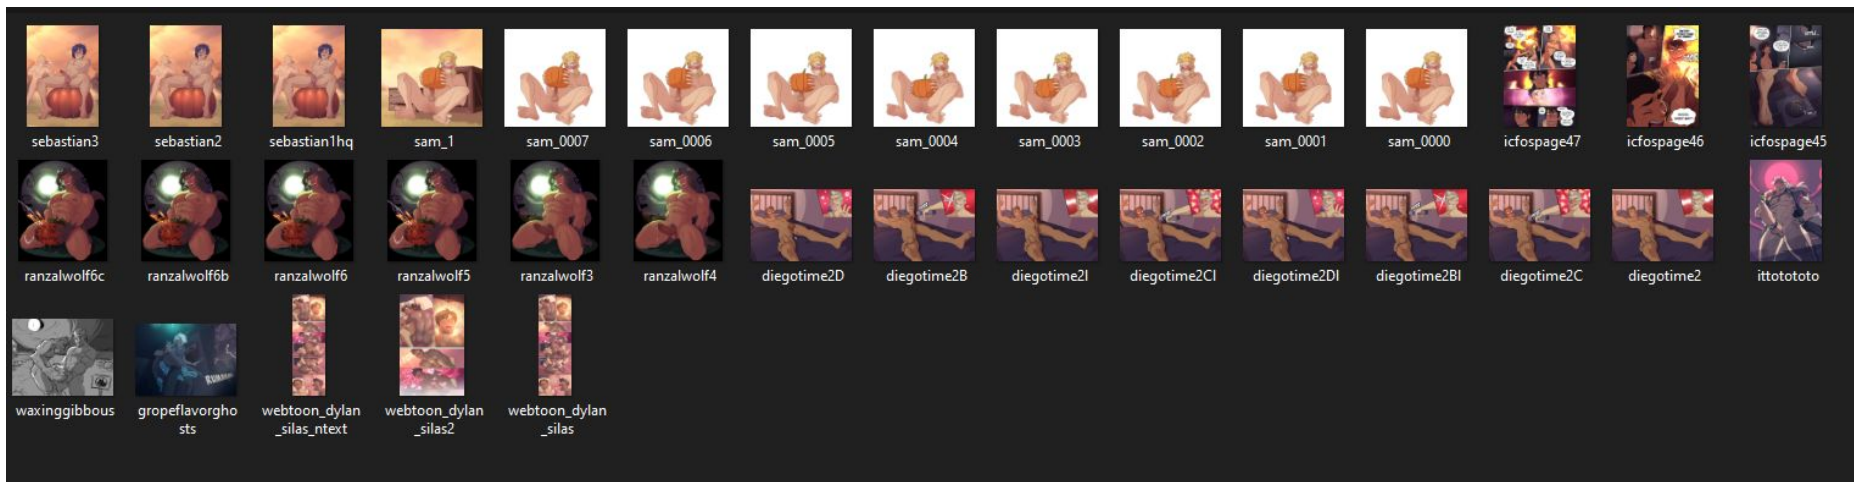 sebastian3
sebastian2
sebastian1hq
sam_1
sam_0007
sam_0006
sam_0005
sam_0004
sam_0003
sam_0002
sam_0001
sam_0000
icfospage47
icfospage46
icfospage45
ranzalwolf6c
ranzalwolf6b
ranzalwolf6
ranzalwolf5
ranzalwolf3
ranzalwolf4
diegotime2D
diegotime2B
diegotime2I
diegotime2CI
diegotime2DI
diegotime2BI
diegotime2C
diegotime2
ittotototo
waxinggibbous
gropeflavorgho
sts
webtoon_dylan
_silas_ntext
webtoon_dylan
_silas2
webtoon_dylan
_silas